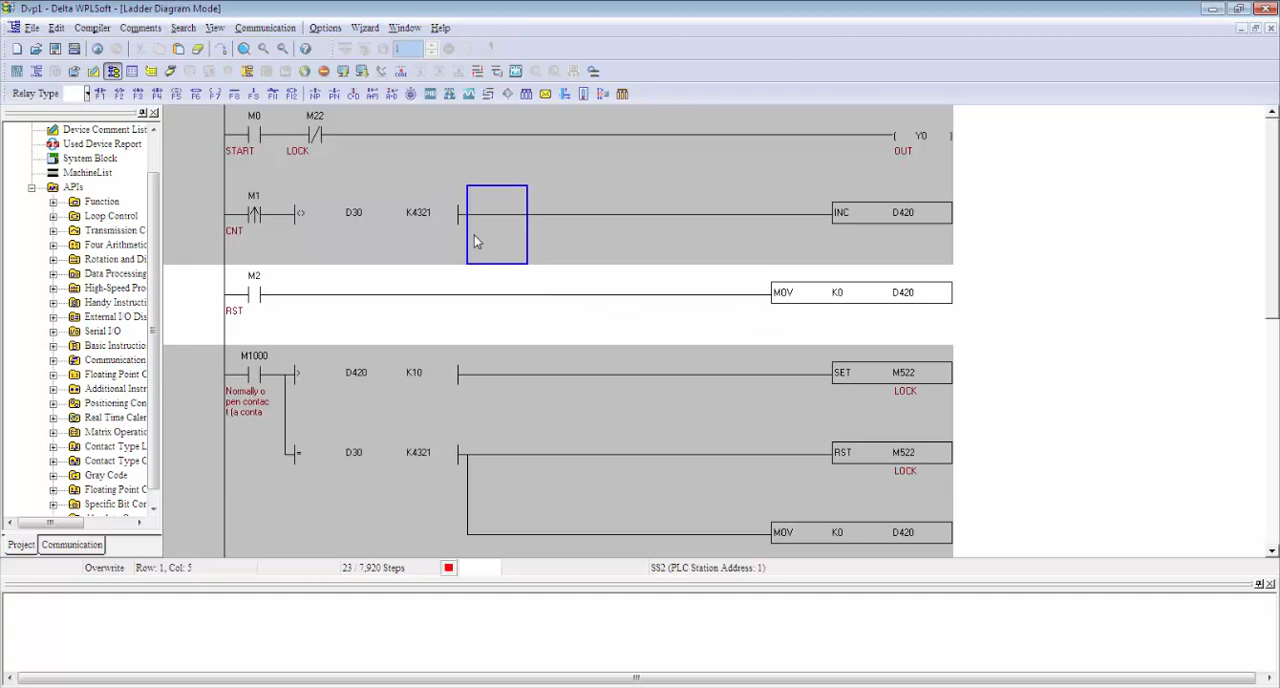 Dvp1 - Delta WPLSoft - [Ladder Diagram Mode]
File Edit Compiler Comments Search View Communication Options Wizard Window Help
1
Relay Type
Device Comment List
Used Device Report
System Block
MachineList
APIs
Function
Loop Control
Transmission C
Four Arithmetic
Rotation and Di
Data Processing
High-Speed Pro
Handy Instructi
External I/O Dis
Serial I/O
Basic Instructio
Communication
Floating Point C
Additional Instr
Positioning Con
Real Time Caler
Matrix Operatio
Contact Type L
Contact Type C
Gray Code
Floating Point C
Specific Bit Con
Project Communication
M0 M22
Y0
START LOCK OUT
M1
D30 K4321 INC D420
CNT
M2
MOV K0 D420
RST
M1000
> D420 K10 SET M522
Normally o
pen contac
t (a conta
LOCK
= D30 K4321 RST M522
LOCK
MOV K0 D420
Overwrite Row: 1, Col: 5 23 / 7,920 Steps SS2 (PLC Station Address: 1)